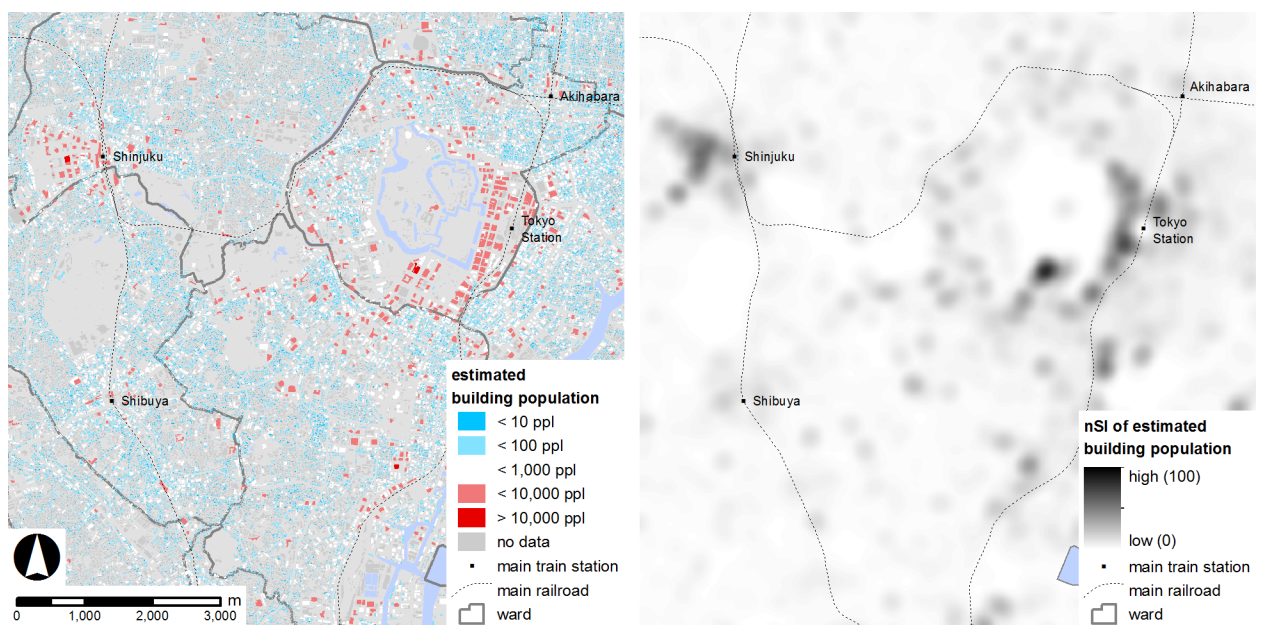 Akihabara
Shinjuku
Tokyo
Station
Shibuya
estimated
building population
< 10 ppl
< 100 ppl
< 1,000 ppl
< 10,000 ppl
> 10,000 ppl
no data
main train station
main railroad
ward
m
0 1,000 2,000 3,000
Akihabara
Shinjuku
Tokyo
Station
Shibuya
nSI of estimated
building population
high (100)
low (0)
main train station
main railroad
ward